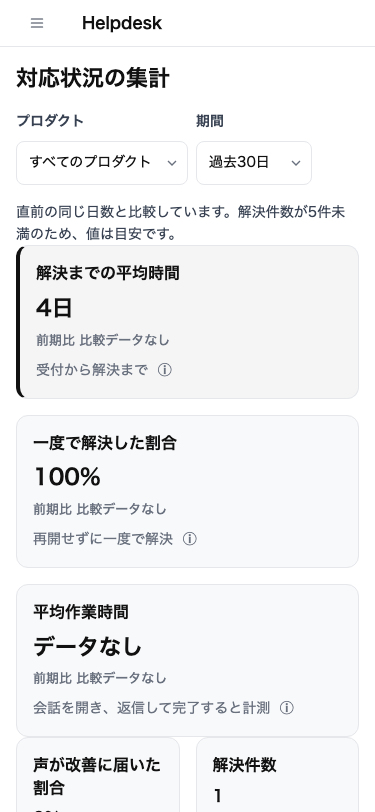 Helpdesk
対応状況の集計
プロダクト
期間
すべてのプロダクト
過去30日
直前の同じ日数と比較しています。解決件数が5件未
満のため、値は目安です。
解決までの平均時間
4日
前期比 比較データなし
受付から解決まで ⓘ
一度で解決した割合
100%
前期比 比較データなし
再開せずに一度で解決 ⓘ
平均作業時間
データなし
前期比 比較データなし
会話を開き、返信して完了すると計測 ⓘ
声が改善に届いた
割合
解決件数
1